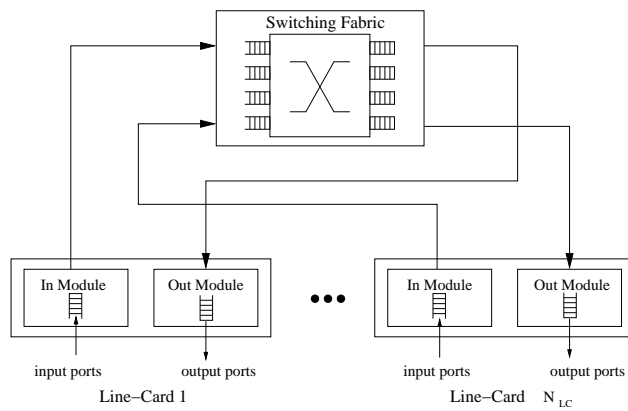 Switching Fabric
In Module
Out Module
In Module
Out Module
input ports
output ports
input ports
output ports
Line–Card 1
Line–Card N LC